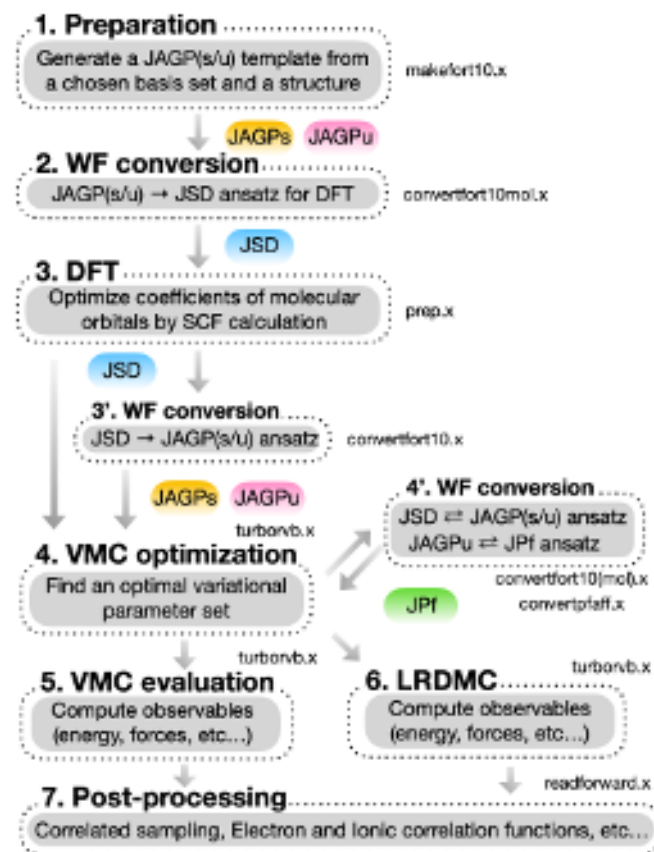 1. Preparation
Generate a JAGP(s/u) template from
a chosen basis set and a structure
makefort10.x
JAGPs JAGPu
2. WF conversion
JAGP(s/u) → JSD ansatz for DFT
convertfort10mol.x
JSD
3. DFT
Optimize coefficients of molecular
orbitals by SCF calculation
prep.x
JSD
3'. WF conversion
JSD → JAGP(s/u) ansatz
convertfort10.x
JAGPs JAGPu
4'. WF conversion
JSD ⇄ JAGP(s/u) ansatz
JAGPu ⇄ JPf ansatz
convertfort10(mol).x
convertpfaff.x
turborvb.x
4. VMC optimization
Find an optimal variational
parameter set
JPf
turborvb.x
5. VMC evaluation
Compute observables
(energy, forces, etc...)
turborvb.x
6. LRDMC
Compute observables
(energy, forces, etc...)
readforward.x
7. Post-processing
Correlated sampling, Electron and Ionic correlation functions, etc...